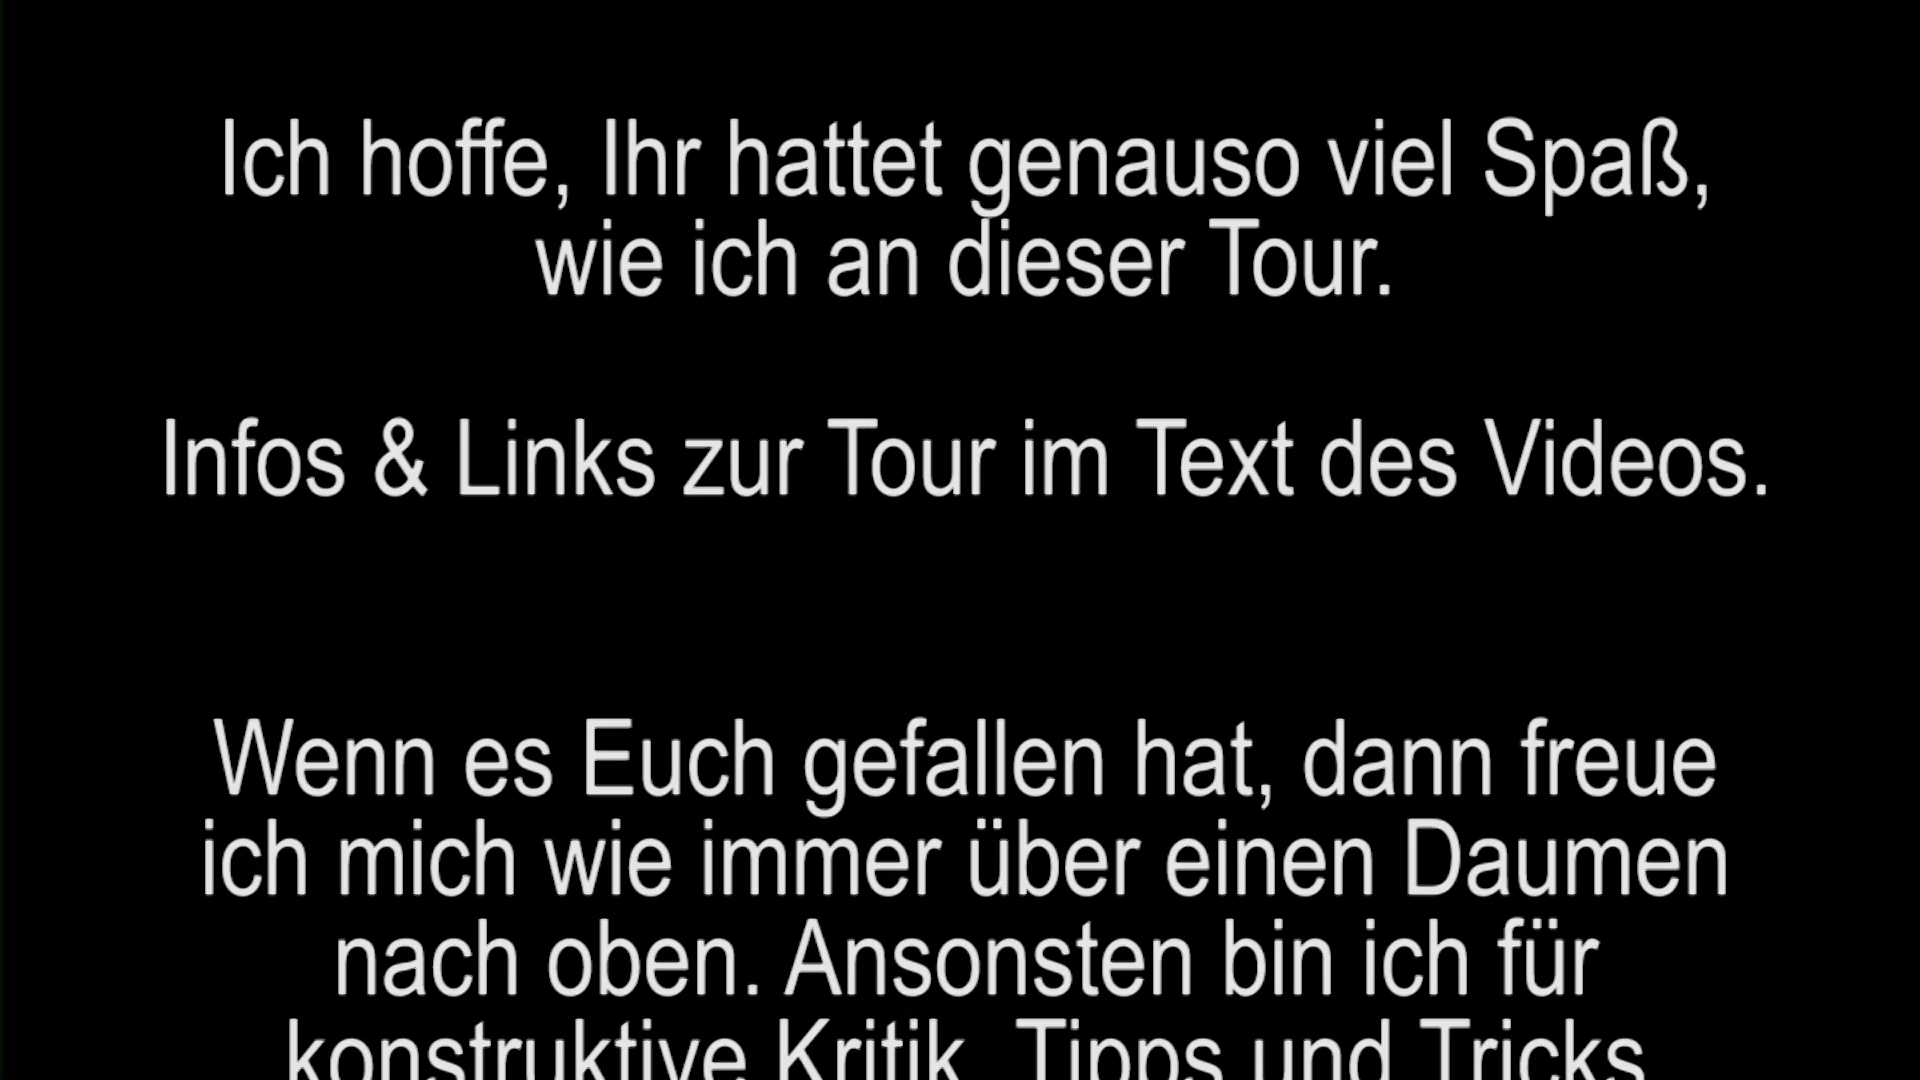 Ich hoffe, Ihr hattet genauso viel Spaß,
wie ich an dieser Tour.
Infos & Links zur Tour im Text des Videos.
Wenn es Euch gefallen hat, dann freue
ich mich wie immer über einen Daumen
nach oben. Ansonsten bin ich für
konstruktive Kritik, Tipps und Tricks